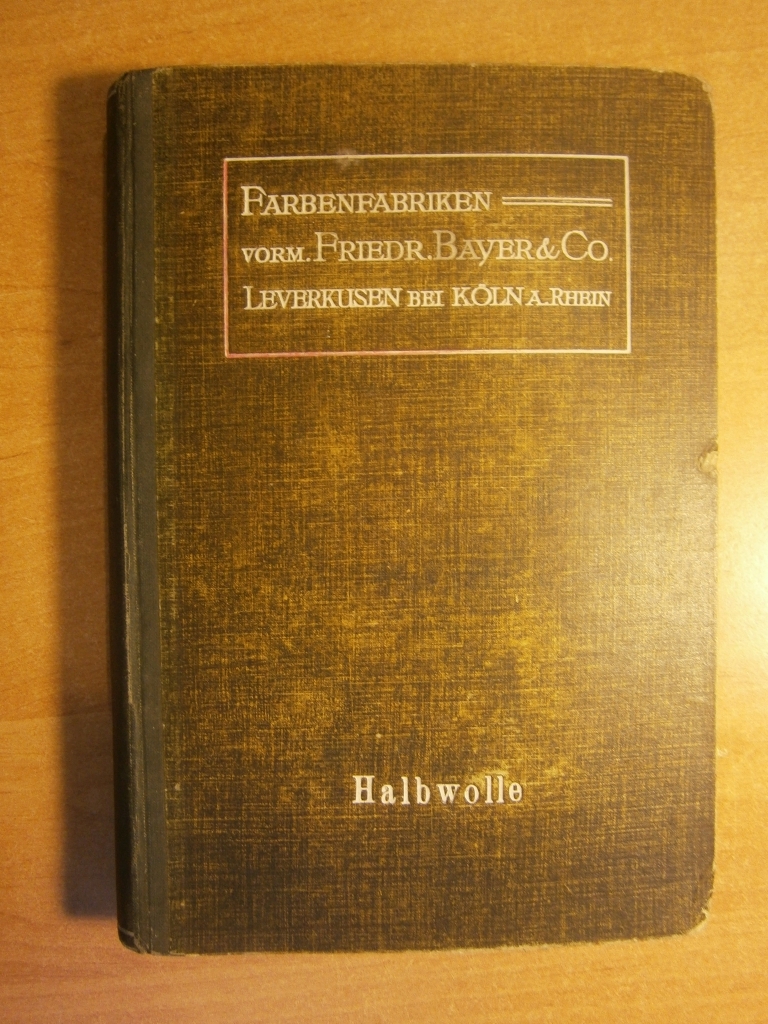 FARBENFABRIKEN
VORM. FRIEDR. BAYER & CO.
LEVERKUSEN BEI KÖLN A. RHEIN
Halbwolle